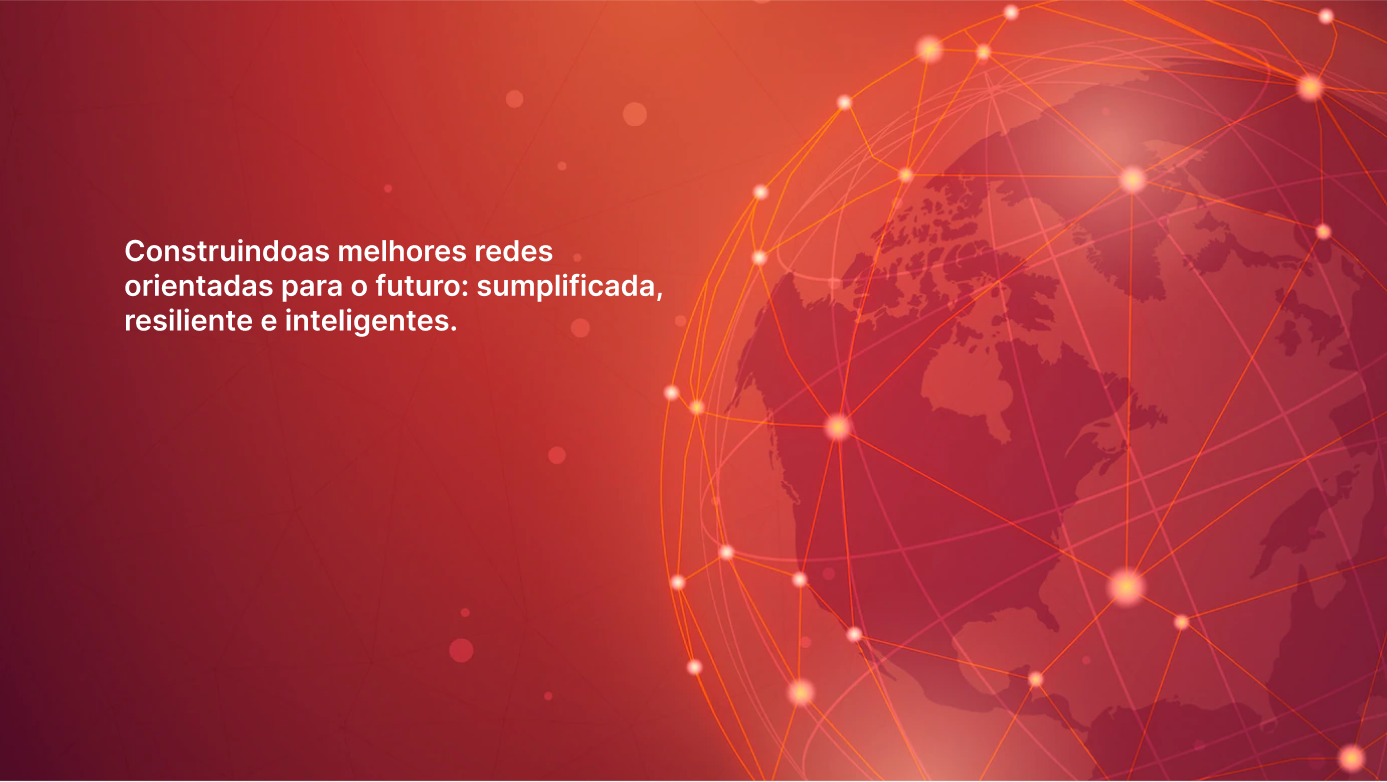 Construindoas melhores redes
orientadas para o futuro: sumplificada,
resiliente e inteligentes.